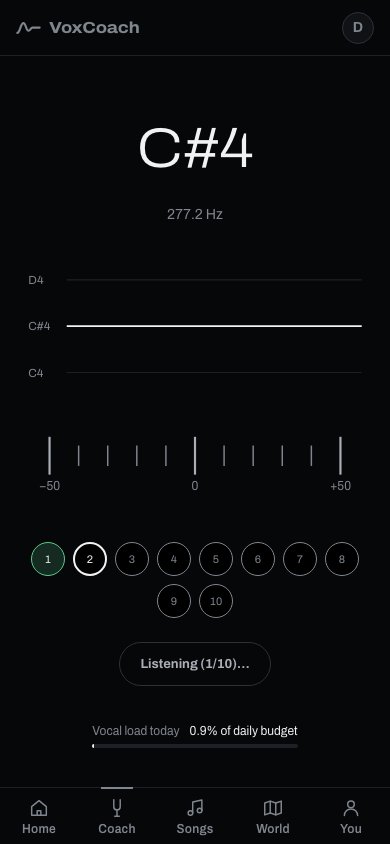 VoxCoach
D
C#4
277.2 Hz
D4
C#4
C4
−50 0 +50
1 2 3 4 5 6 7 8
9 10
Listening (1/10)...
Vocal load today 0.9% of daily budget
Home Coach Songs World You